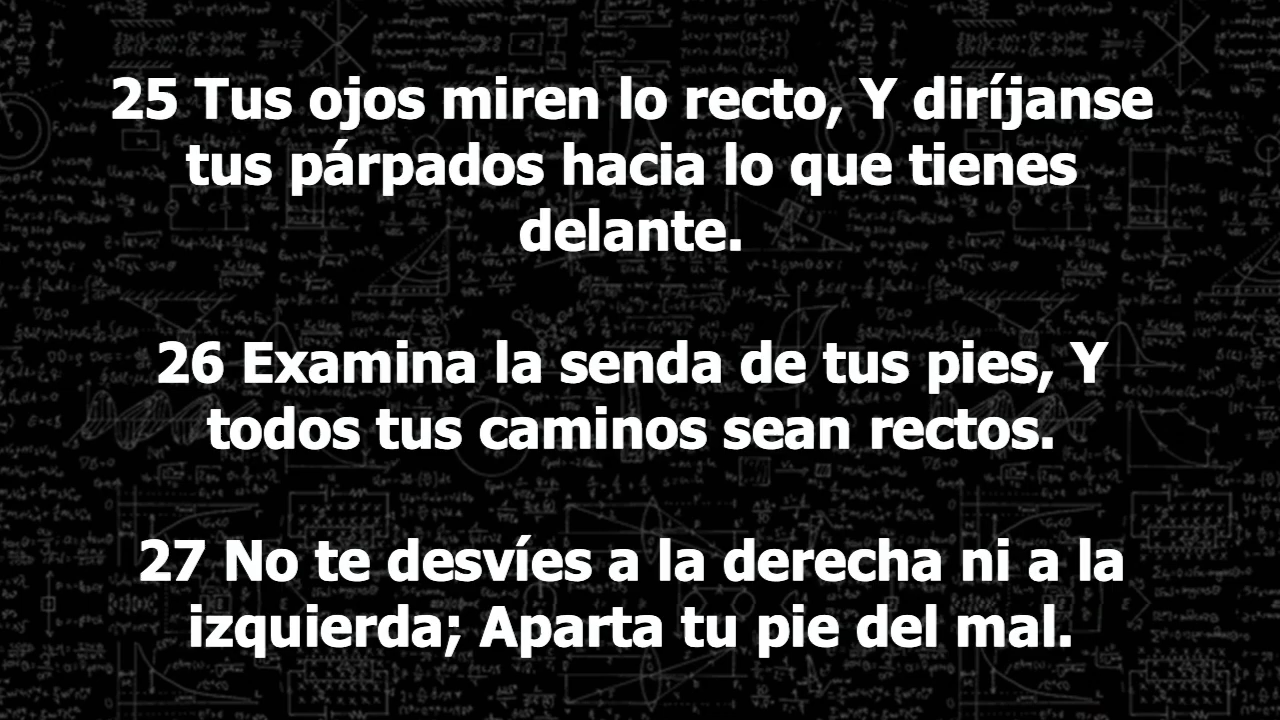 25 Tus ojos miren lo recto, Y diríjanse
tus párpados hacia lo que tienes
delante.
26 Examina la senda de tus pies, Y
todos tus caminos sean rectos.
27 No te desvíes a la derecha ni a la
izquierda; Aparta tu pie del mal.